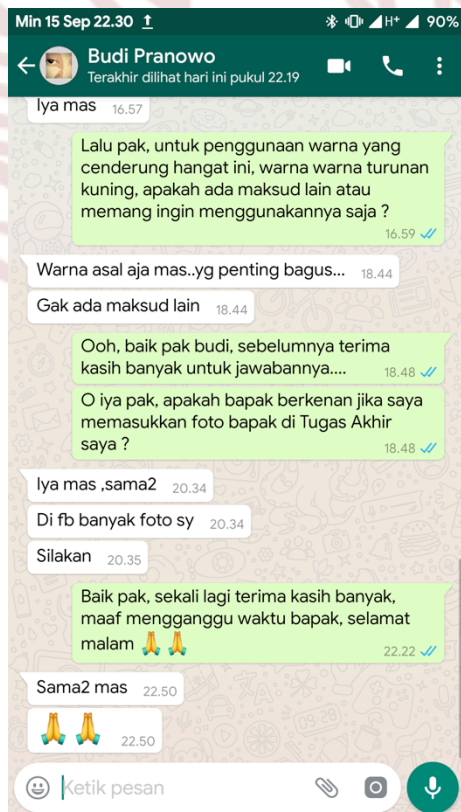 Min 15 Sep 22.30 H+ 90%
Budi Pranowo
Terakhir dilihat hari ini pukul 22.19
Iya mas 16.57
Lalu pak, untuk penggunaan warna yang
cenderung hangat ini, warna warna turunan
kuning, apakah ada maksud lain atau
memang ingin menggunakannya saja ?
16.59
Warna asal aja mas..yg penting bagus... 18.44
Gak ada maksud lain 18.44
Ooh, baik pak budi, sebelumnya terima
kasih banyak untuk jawabannya.... 18.48
O iya pak, apakah bapak berkenan jika saya
memasukkan foto bapak di Tugas Akhir
saya ?
18.48
Iya mas ,sama2 20.34
Di fb banyak foto sy 20.34
Silakan 20.35
Baik pak, sekali lagi terima kasih banyak,
maaf mengganggu waktu bapak, selamat
malam 🙏 🙏
22.22
Sama2 mas 22.50
🙏 🙏 22.50
Ketik pesan